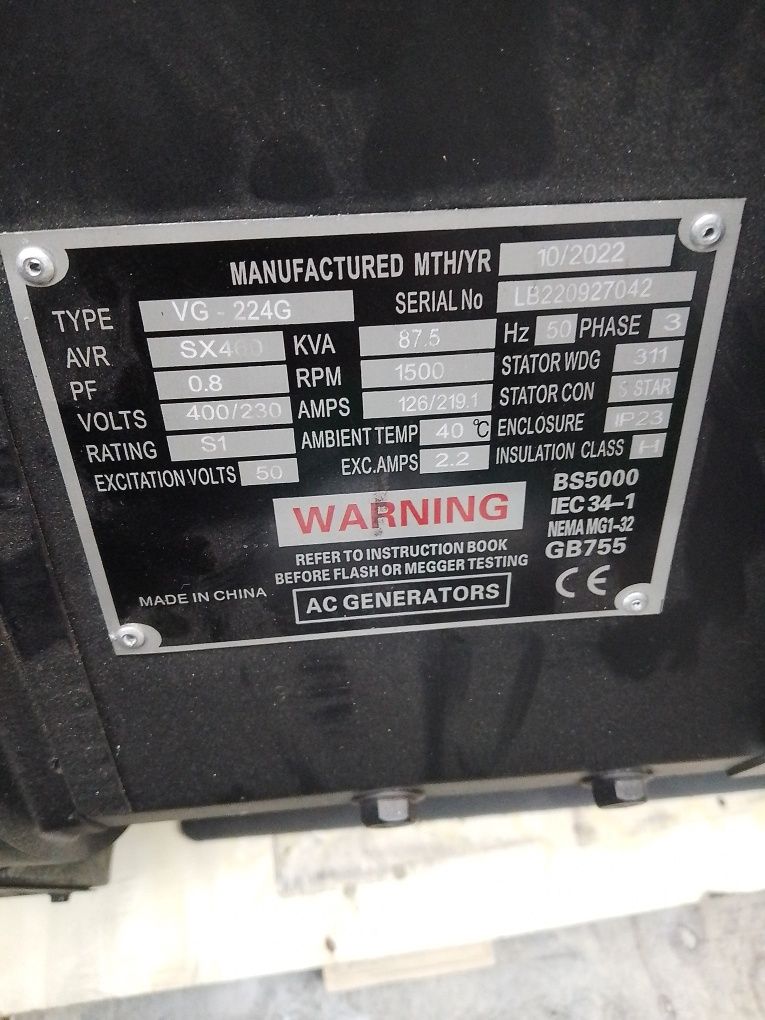 MANUFACTURED MTH/YR 10/2022
TYPE VG - 224G SERIAL No LB220927042
AVR SX460 KVA 87.5 Hz 50 PHASE 3
PF 0.8 RPM 1500 STATOR WDG 311
VOLTS 400/230 AMPS 126/219.1 STATOR CON S STAR
RATING S1 AMBIENT TEMP 40 ℃ ENCLOSURE IP23
EXCITATION VOLTS 50 EXC.AMPS 2.2 INSULATION CLASS H
WARNING
REFER TO INSTRUCTION BOOK
BEFORE FLASH OR MEGGER TESTING
BS5000
IEC 34–1
NEMA MG1-32
GB755
CE
MADE IN CHINA
AC GENERATORS